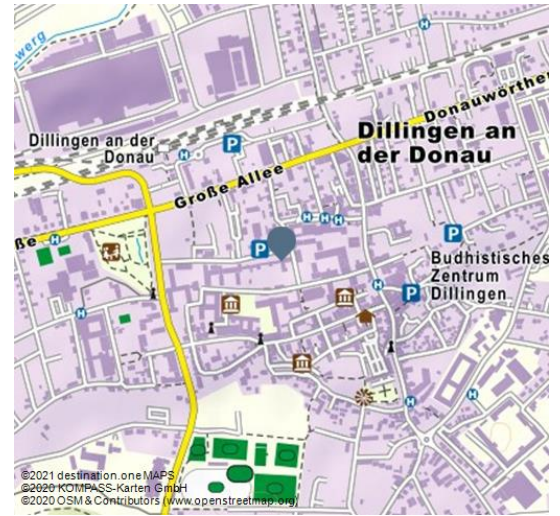 werg
Donauwörther
Dillingen an
der Donau
Dillingen an der
Donau
Große Allee
ße
Budhistisches
Zentrum
Dillingen
P
P
P
P
H
H
H
H
H
H
H
H
H
H
H
©2021 destination.one MAPS
©2020 KOMPASS-Karten GmbH
©2020 OSM & Contributors (www.openstreetmap.org)